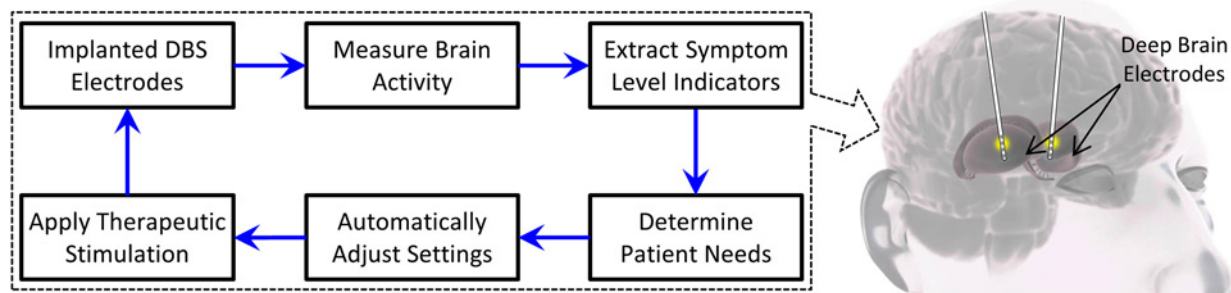 Implanted DBS
Electrodes
Measure Brain
Activity
Extract Symptom
Level Indicators
Deep Brain
Electrodes
Apply Therapeutic
Stimulation
Automatically
Adjust Settings
Determine
Patient Needs